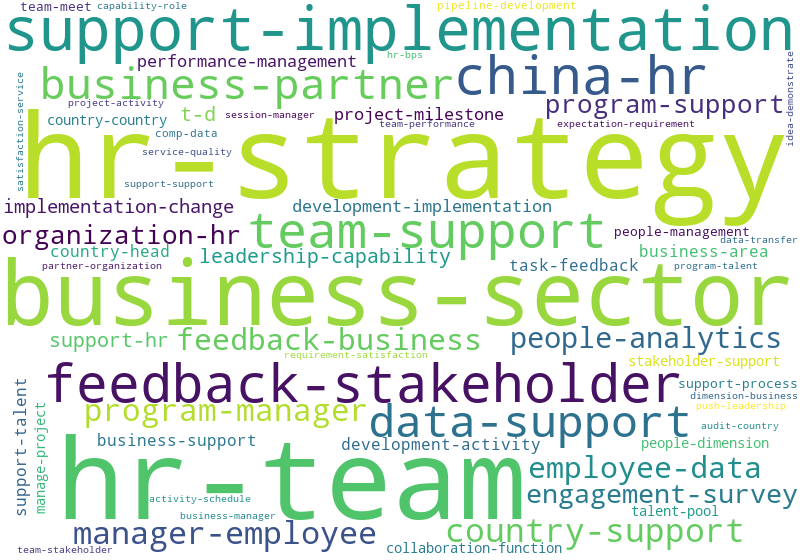 team-meet capability-role pipeline-development
support-implementation
performance-management hr-bps
business-partner china-hr
satisfaction-service
idea-demonstrate
project-activity t-d session-manager project-milestone program-support
country-country comp-data team-performance expectation-requirement
service-quality
hr-strategy
support-support
implementation-change development-implementation
organization-hr team-support people-management
country-head leadership-capability business-area data-transfer
partner-organization task-feedback program-talent
business-sector
support-hr feedback-business people-analytics
requirement-satisfaction stakeholder-support
feedback-stakeholder support-process
dimension-business
support-talent
manage-project
program-manager data-support push-leadership
audit-country
business-support development-activity people-dimension
hr-team employee-data
activity-schedule engagement-survey
business-manager talent-pool
manager-employee country-support
team-stakeholder collaboration-function